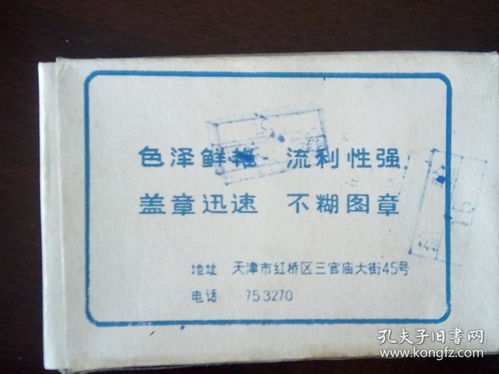 色泽鲜艳 流利性强
盖章迅速 不糊图章
地址 天津市红桥区三官庙大街45号
电话 753270
孔夫子旧书网
www.kongfz.com